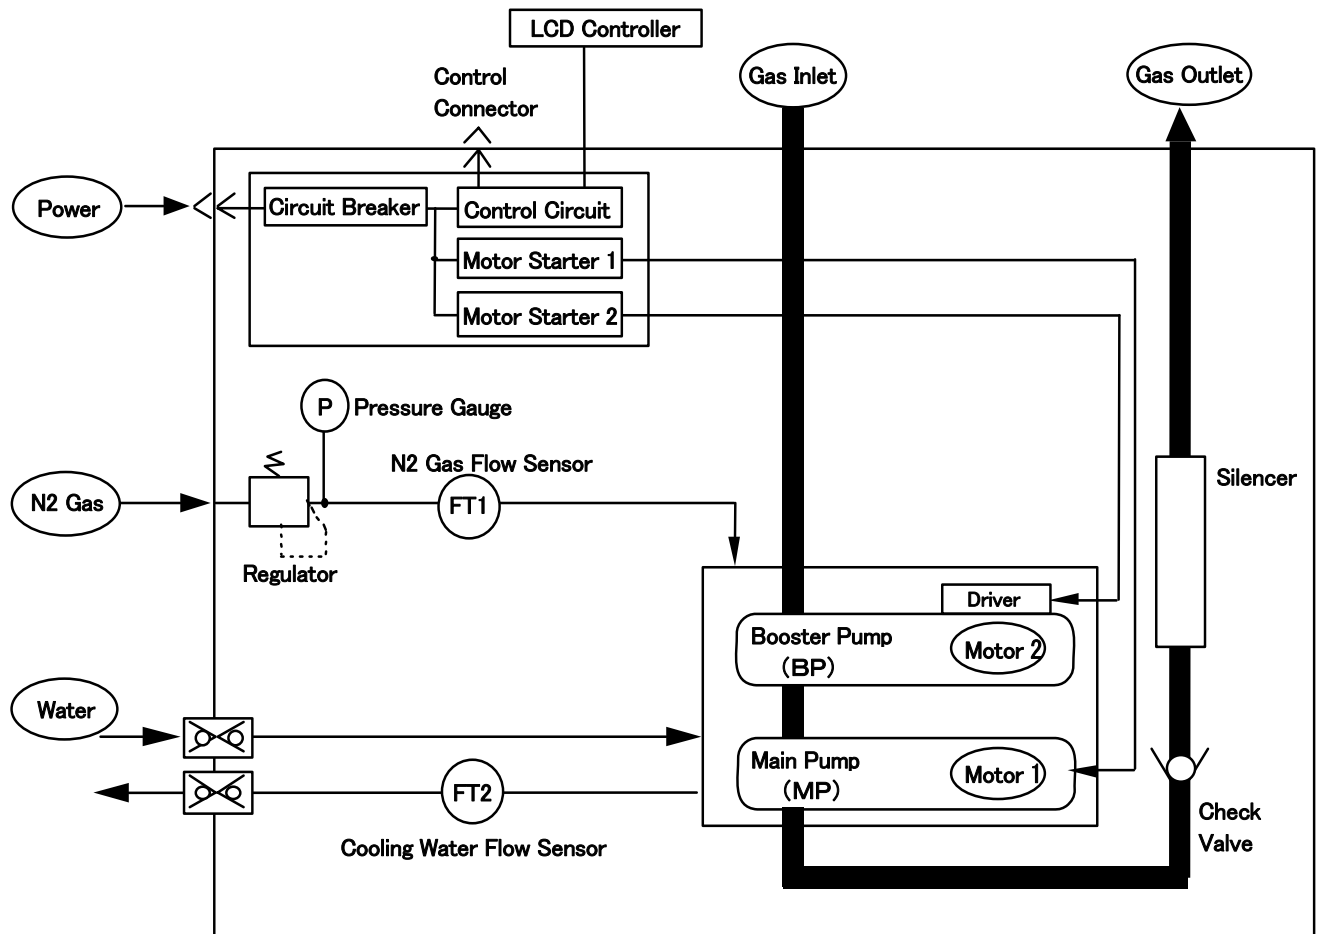 LCD Controller
Control
Connector
Gas Inlet
Gas Outlet
Power
Circuit Breaker
Control Circuit
Motor Starter 1
Motor Starter 2
P
Pressure Gauge
N2 Gas Flow Sensor
N2 Gas
FT1
Silencer
Regulator
Driver
Booster Pump
(BP)
Motor 2
Water
Main Pump
(MP)
Motor 1
FT2
Check
Valve
Cooling Water Flow Sensor